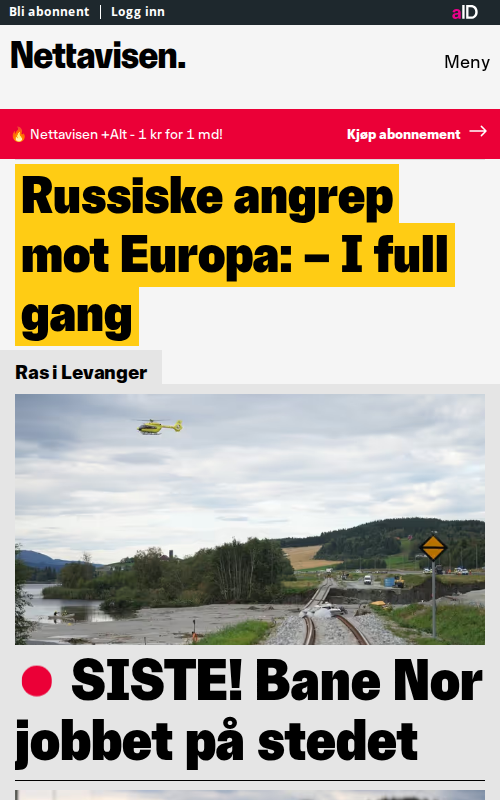 Bli abonnent | Logg inn
aID
Nettavisen.
Meny
🔥 Nettavisen +Alt - 1 kr for 1 md!
Kjøp abonnement →
Russiske angrep
mot Europa: – I full
gang
Ras i Levanger
SISTE! Bane Nor
jobbet på stedet